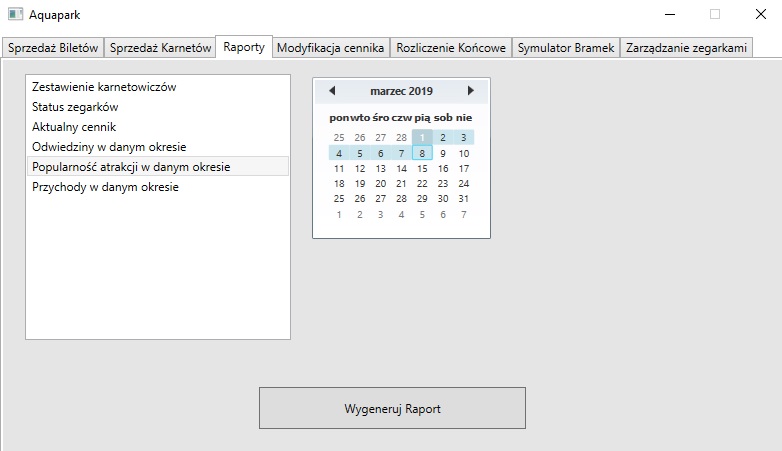 Aquapark
Sprzedaż Biletów Sprzedaż Karnetów Raporty Modyfikacja cennika Rozliczenie Końcowe Symulator Bramek Zarządzanie zegarkami
Zestawienie karnetowiczów
Status zegarków
Aktualny cennik
Odwiedziny w danym okresie
Popularność atrakcji w danym okresie
Przychody w danym okresie
marzec 2019
pon wto śro czw pią sob nie
25 26 27 28 1 2 3
4 5 6 7 8 9 10
11 12 13 14 15 16 17
18 19 20 21 22 23 24
25 26 27 28 29 30 31
1 2 3 4 5 6 7
Wygeneruj Raport